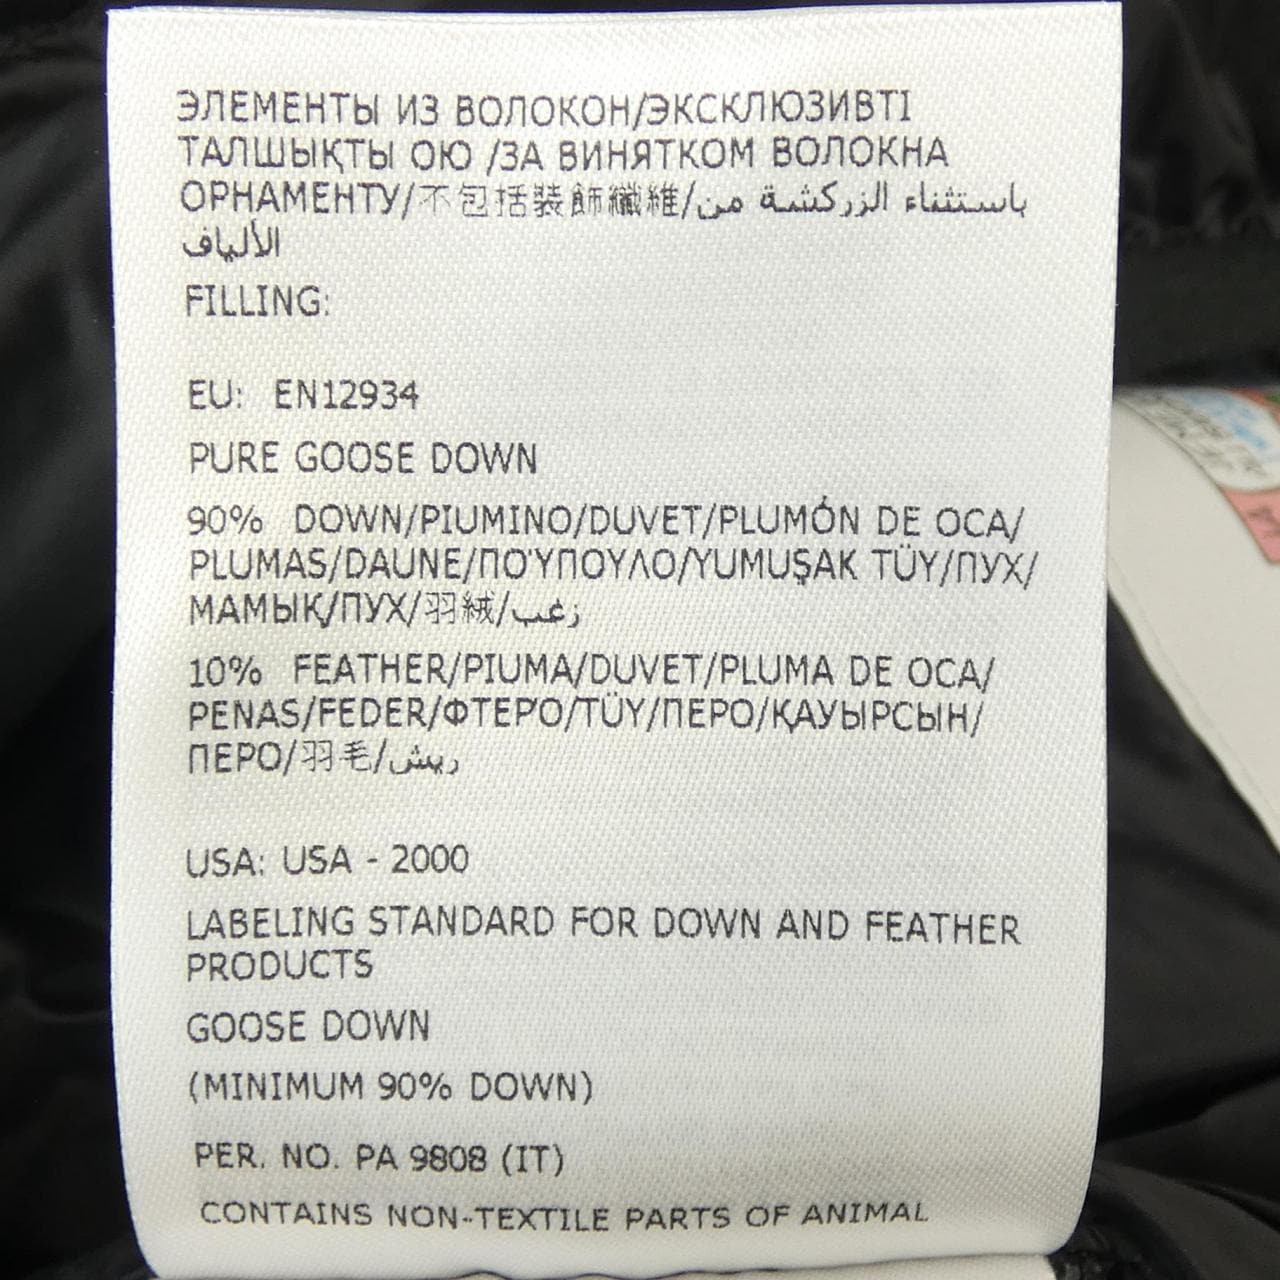 ЭЛЕМЕНТЫ ИЗ ВОЛОКОН/ЭКСКЛЮЗИВТІ
ТАЛШЫҚТЫ ОЮ /ЗА ВИНЯТКОМ ВОЛОКНА
ОРНАМЕНТУ/不包括装飾纖維/باستثناء الزركشة من
الألياف
FILLING:
EU: EN12934
PURE GOOSE DOWN
90% DOWN/PIUMINO/DUVET/PLUMÓN DE OCA/
PLUMAS/DAUNE/ΠΟΎΠΟΥΛΟ/YUMUŞAK TÜY/ПУХ/
МАМЫҚ/ПУХ/羽絨/زغب
10% FEATHER/PIUMA/DUVET/PLUMA DE OCA/
PENAS/FEDER/ΦΤΕΡΌ/TÜY/ПЕРО/ҚАУЫРСЫН/
ПЕРО/羽毛/ريش
USA: USA - 2000
LABELING STANDARD FOR DOWN AND FEATHER
PRODUCTS
GOOSE DOWN
(MINIMUM 90% DOWN)
PER. NO. PA 9808 (IT)
CONTAINS NON-TEXTILE PARTS OF ANIMAL